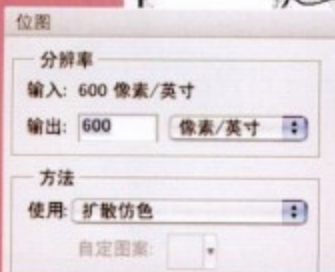 位图
分辨率
输入: 600 像素/英寸
输出: 600 像素/英寸
方法
使用: 扩散仿色
自定图案: